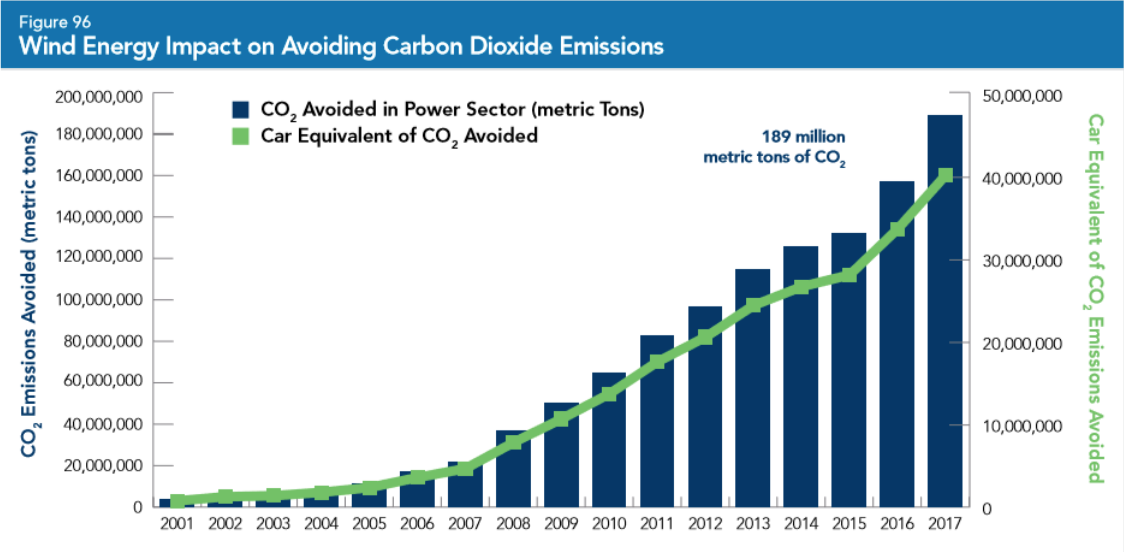 Figure 96
Wind Energy Impact on Avoiding Carbon Dioxide Emissions
CO2 Avoided in Power Sector (metric Tons)
Car Equivalent of CO2 Avoided
189 million
metric tons of CO2
CO2 Emissions Avoided (metric tons)
200,000,000
180,000,000
160,000,000
140,000,000
120,000,000
100,000,000
80,000,000
60,000,000
40,000,000
20,000,000
0
50,000,000
40,000,000
30,000,000
20,000,000
10,000,000
0
Car Equivalent of CO2 Emissions Avoided
2001 2002 2003 2004 2005 2006 2007 2008 2009 2010 2011 2012 2013 2014 2015 2016 2017